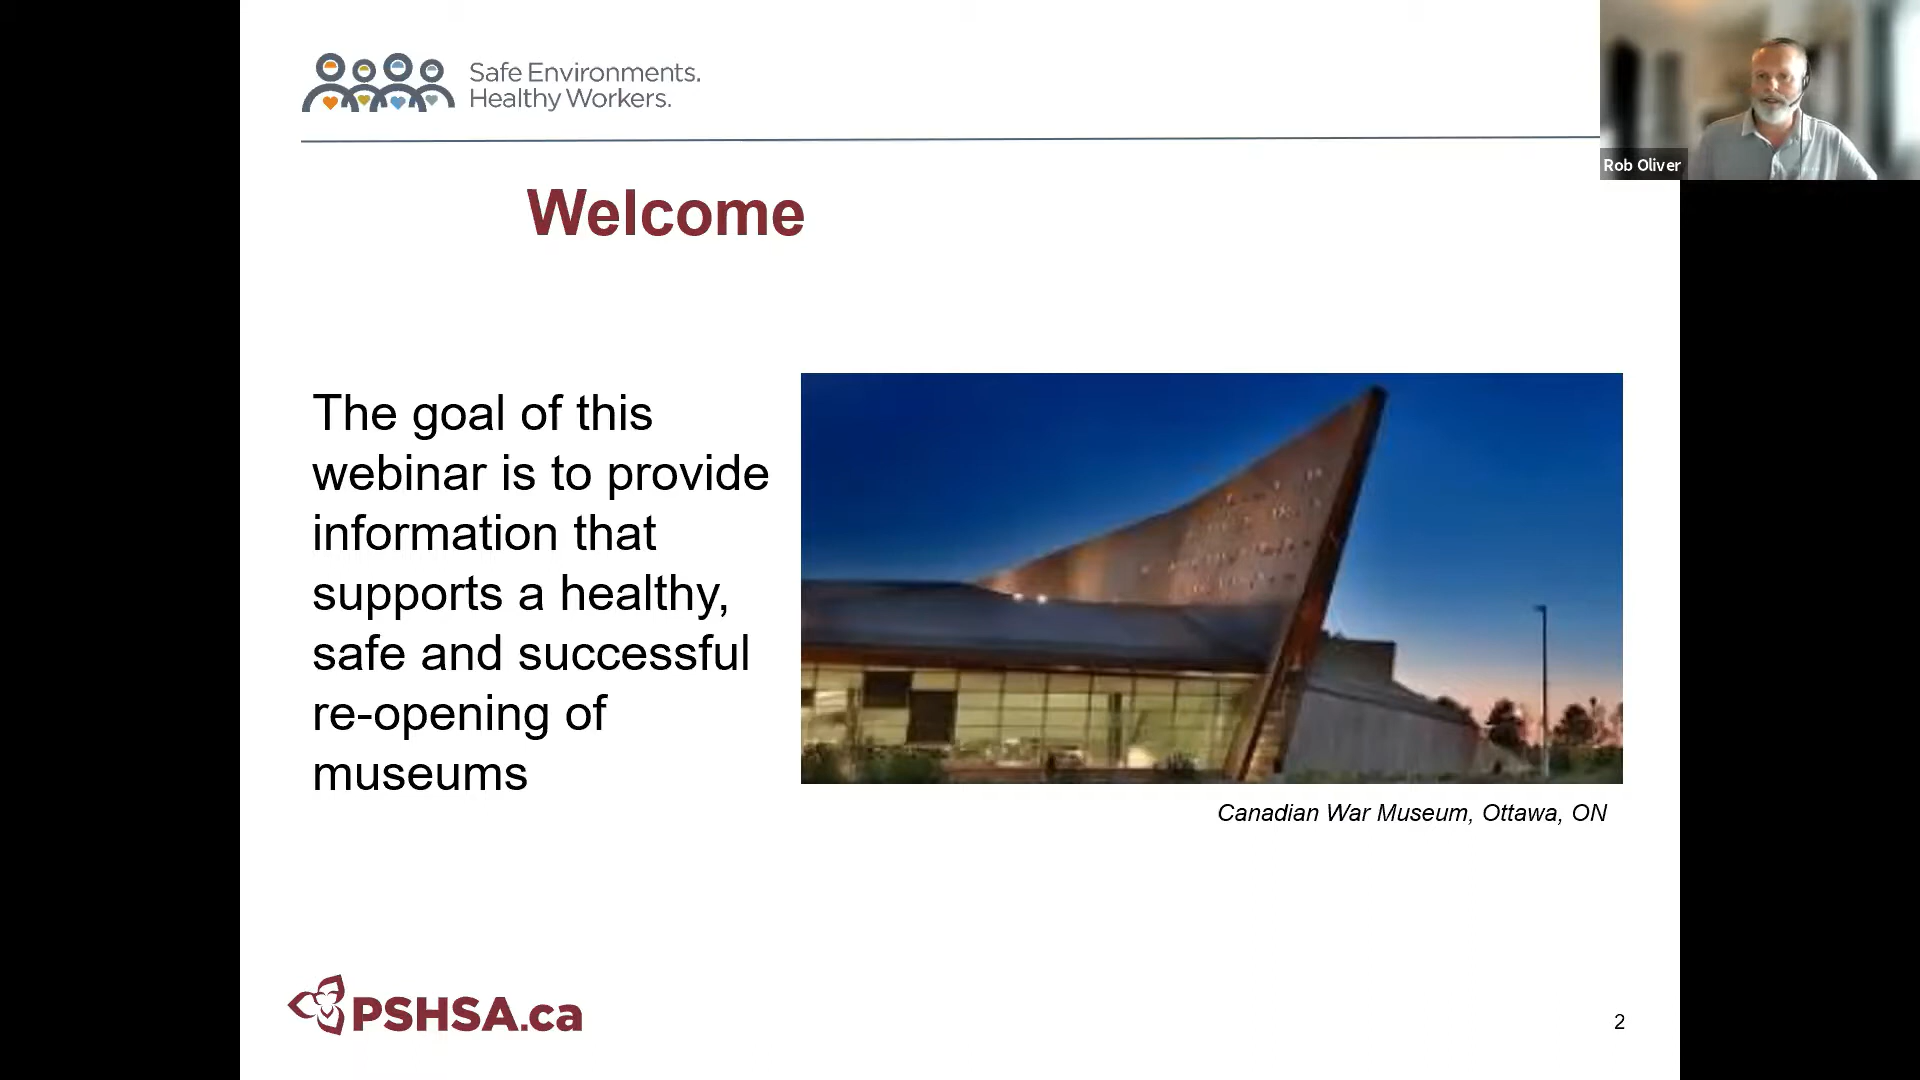 Safe Environments.
Healthy Workers.
Rob Oliver
Welcome
The goal of this
webinar is to provide
information that
supports a healthy,
safe and successful
re-opening of
museums
Canadian War Museum, Ottawa, ON
PSHSA.ca
2